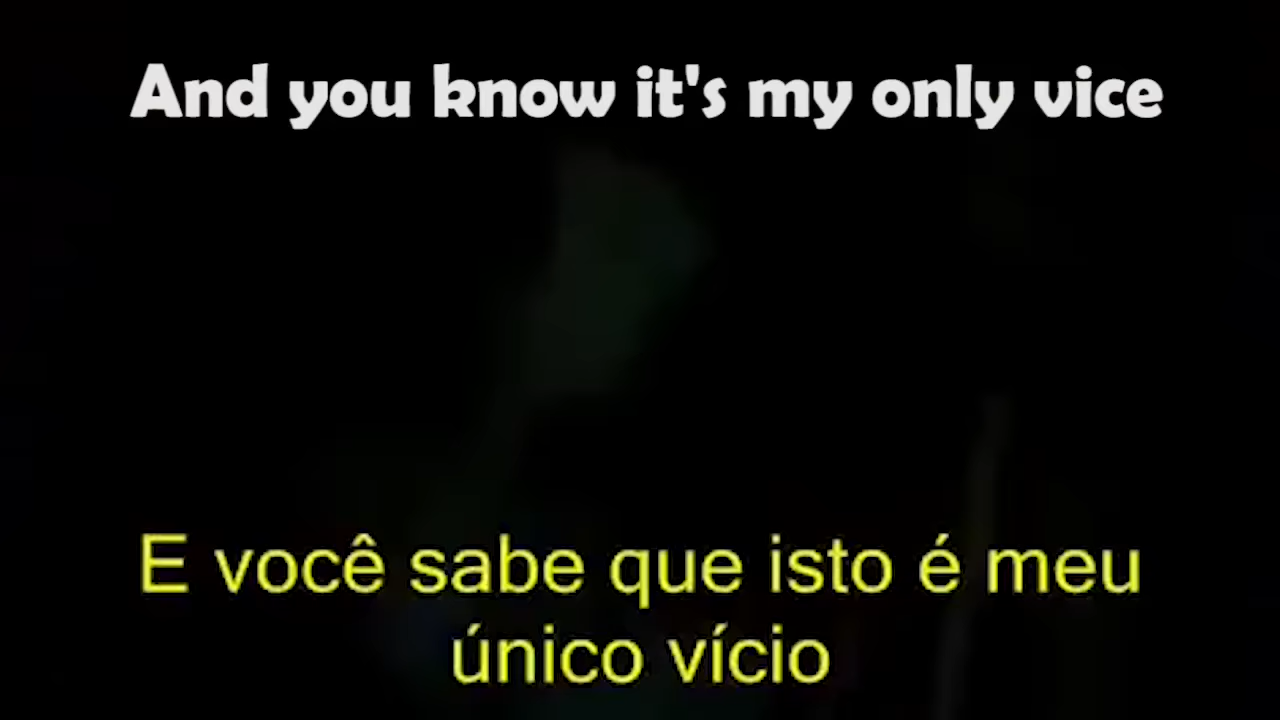 And you know it's my only vice
E você sabe que isto é meu
único vício